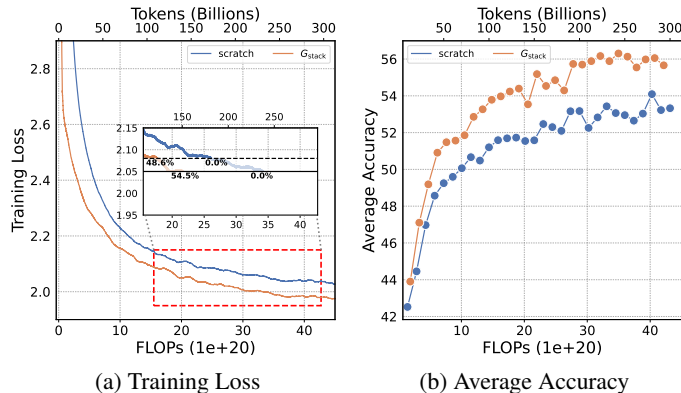 Tokens (Billions)
0 50 100 150 200 250 300
scratch Gstack
2.8
2.6
2.4
2.2
2.0
Training Loss
130 180 230 280
2.15
2.10
2.05
2.00
1.95
48.6% 0.0%
54.5% 0.0%
20 25 30 35 40
0 10 20 30 40
FLOPs (1e+20)
(a) Training Loss
Tokens (Billions)
50 100 150 200 250 300
scratch Gstack
56
54
52
50
48
46
44
42
Average Accuracy
10 20 30 40
FLOPs (1e+20)
(b) Average Accuracy